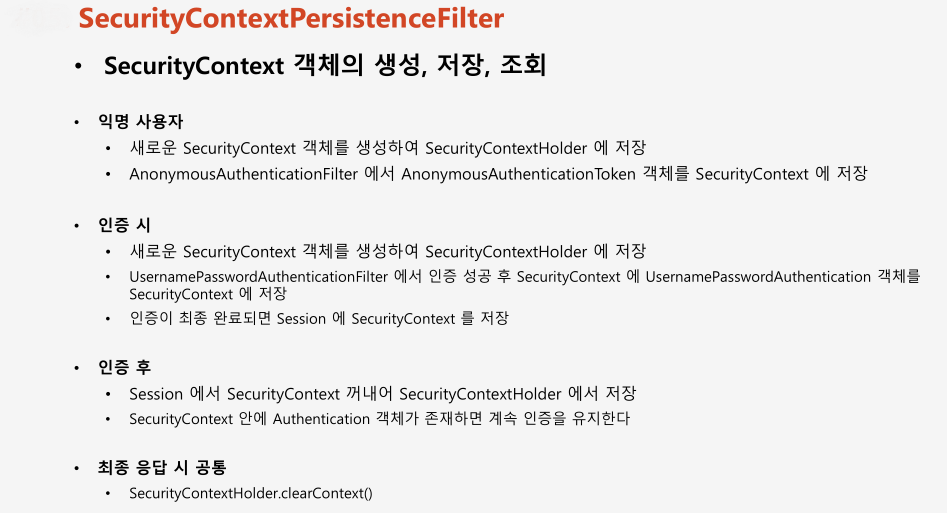 SecurityContextPersistenceFilter
• SecurityContext 객체의 생성, 저장, 조회
• 익명 사용자
• 새로운 SecurityContext 객체를 생성하여 SecurityContextHolder 에 저장
• AnonymousAuthenticationFilter 에서 AnonymousAuthenticationToken 객체를 SecurityContext 에 저장
• 인증 시
• 새로운 SecurityContext 객체를 생성하여 SecurityContextHolder 에 저장
• UsernamePasswordAuthenticationFilter 에서 인증 성공 후 SecurityContext 에 UsernamePasswordAuthentication 객체를
SecurityContext 에 저장
• 인증이 최종 완료되면 Session 에 SecurityContext 를 저장
• 인증 후
• Session 에서 SecurityContext 꺼내어 SecurityContextHolder 에서 저장
• SecurityContext 안에 Authentication 객체가 존재하면 계속 인증을 유지한다
• 최종 응답 시 공통
• SecurityContextHolder.clearContext()